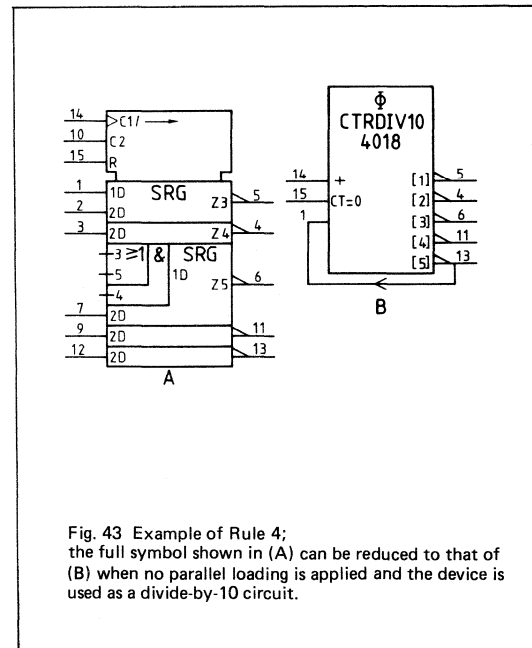 14 C1/
10 C2
15 R
1 1D SRG Z3 5
2 2D
3 2D Z4 4
3 ≥1 & SRG
5 1D Z5 6
4
7 2D
9 2D 11
12 2D 13
A
Φ
CTRDIV10
4018
14 + [1] 5
15 CT=0 [2] 4
1 [3] 6
[4] 11
[5] 13
B
Fig. 43 Example of Rule 4;
the full symbol shown in (A) can be reduced to that of
(B) when no parallel loading is applied and the device is
used as a divide-by-10 circuit.